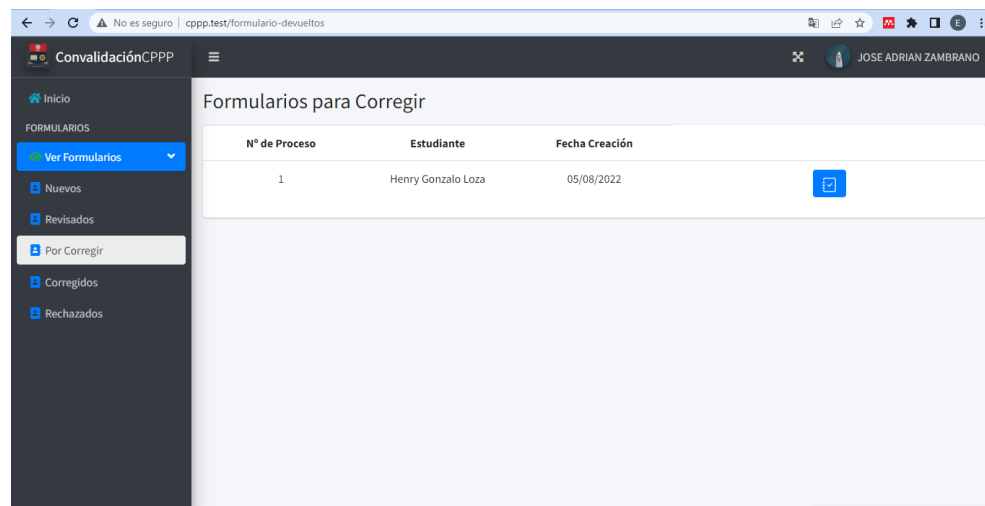 No es seguro cppp.test/formulario-devueltos
E
ConvalidaciónCPPP
JOSE ADRIAN ZAMBRANO
Inicio
FORMULARIOS
Ver Formularios
Nuevos
Revisados
Por Corregir
Corregidos
Rechazados
Formularios para Corregir
Nº de Proceso Estudiante Fecha Creación
1 Henry Gonzalo Loza 05/08/2022